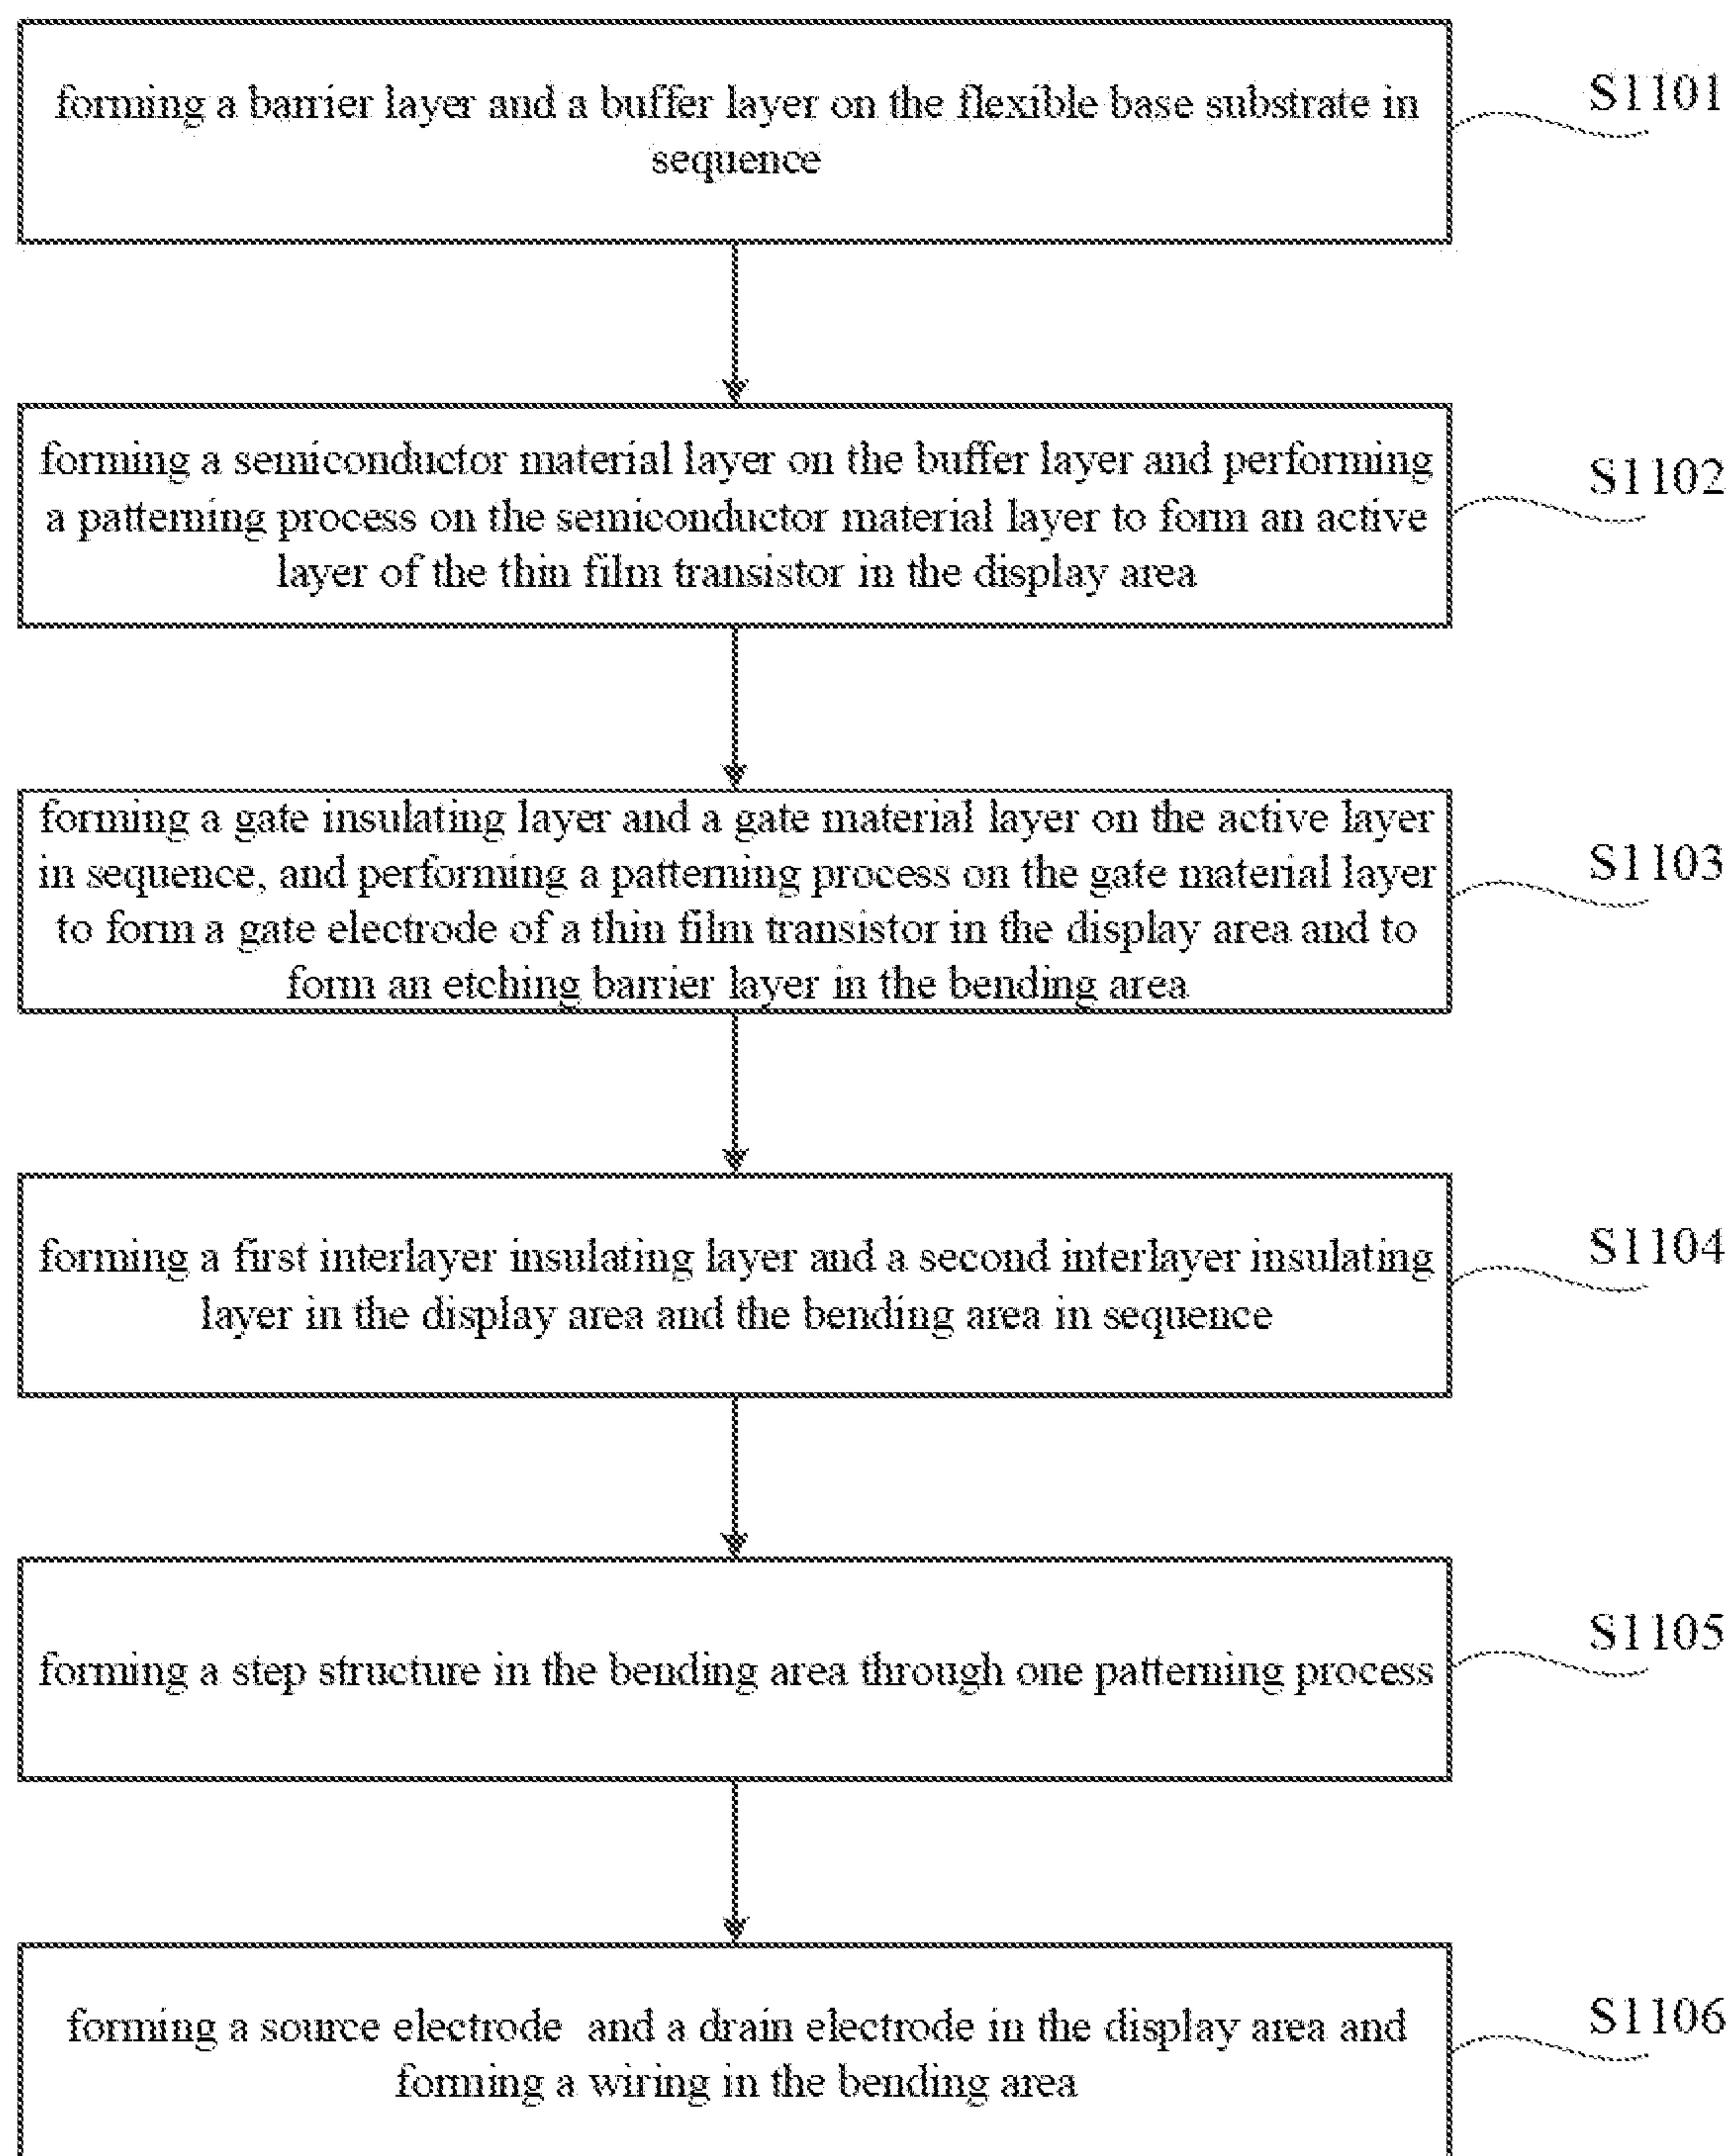 forming a barrier layer and a buffer layer on the flexible base substrate in
sequence
S1101
forming a semiconductor material layer on the buffer layer and performing
a patterning process on the semiconductor material layer to form an active
layer of the thin film transistor in the display area
S1102
forming a gate insulating layer and a gate material layer on the active layer
in sequence, and performing a patterning process on the gate material layer
to form a gate electrode of a thin film transistor in the display area and to
form an etching barrier layer in the bending area
S1103
forming a first interlayer insulating layer and a second interlayer insulating
layer in the display area and the bending area in sequence
S1104
forming a step structure in the bending area through one patterning process
S1105
forming a source electrode and a drain electrode in the display area and
forming a wiring in the bending area
S1106